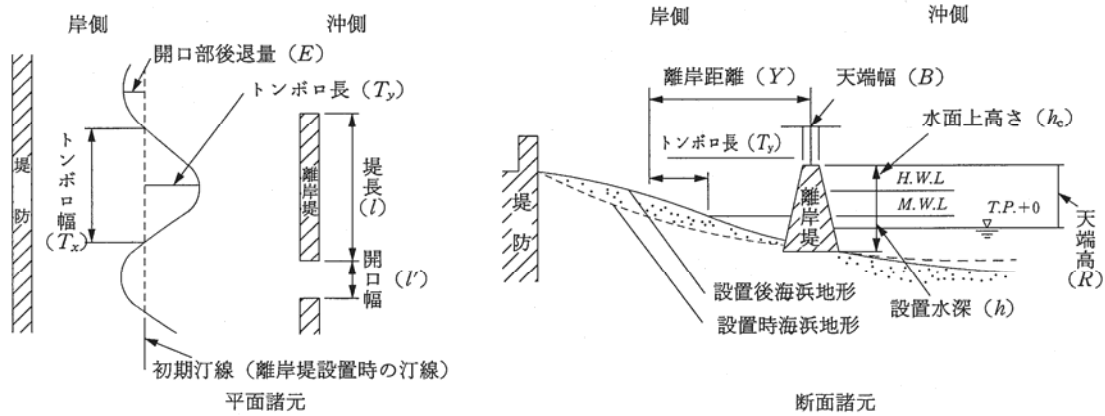 岸側
沖側
開口部後退量（E）
トンボロ長（Ty）
トンボロ幅（Tx）
堤防
離岸堤
堤長（l）
開口幅（l′）
初期汀線（離岸堤設置時の汀線）
平面諸元
岸側
沖側
離岸距離（Y）
天端幅（B）
水面上高さ（hc）
トンボロ長（Ty）
H.W.L
M.W.L
T.P.+0
堤防
離岸堤
天端高（R）
設置後海浜地形
設置時海浜地形
設置水深（h）
断面諸元